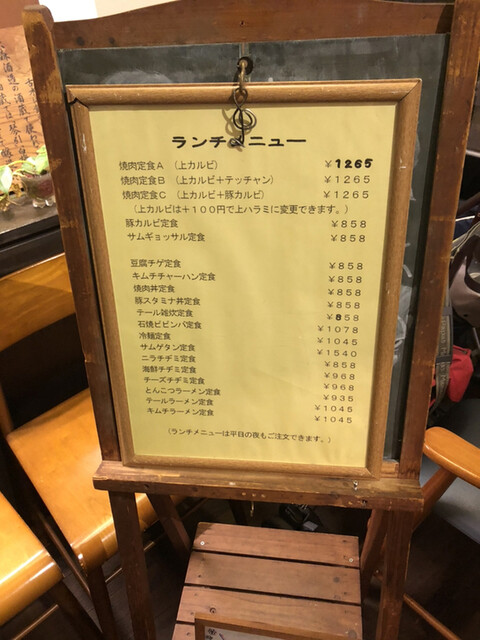 ランチメニュー
焼肉定食A （上カルビ） ￥1265
焼肉定食B （上カルビ＋テッチャン） ￥1265
焼肉定食C （上カルビ＋豚カルビ） ￥1265
（上カルビは＋100円で上ハラミに変更できます。）
豚カルビ定食 ￥858
サムギョッサル定食 ￥858
豆腐チゲ定食 ￥858
キムチチャーハン定食 ￥858
焼肉丼定食 ￥858
豚スタミナ丼定食 ￥858
テール雑炊定食 ￥858
石焼ビビンバ定食 ￥1078
冷麺定食 ￥1045
サムゲタン定食 ￥1540
ニラチヂミ定食 ￥858
海鮮チヂミ定食 ￥968
チーズチヂミ定食 ￥968
とんこつラーメン定食 ￥935
テールラーメン定食 ￥1045
キムチラーメン定食 ￥1045
（ランチメニューは平日の夜もご注文できます。）